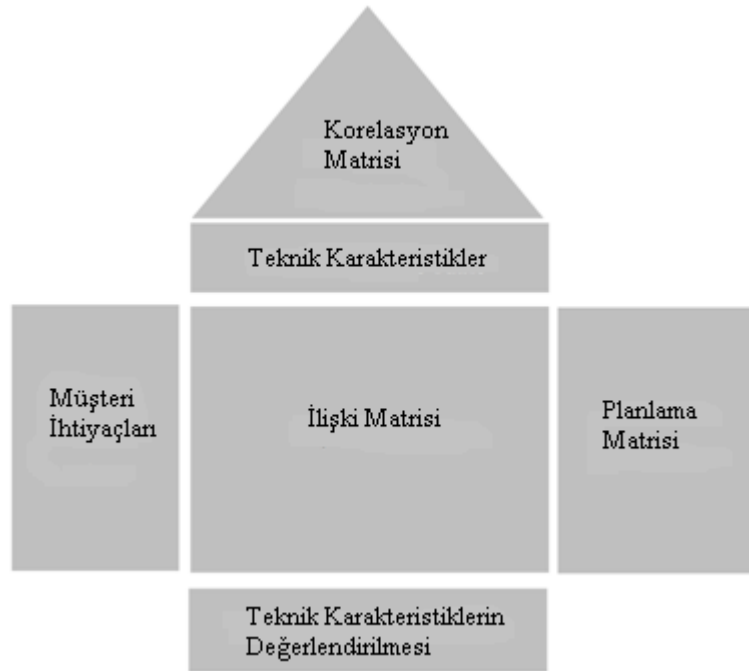 Korelasyon
Matrisi
Teknik Karakteristikler
Müşteri
İhtiyaçları
İlişki Matrisi
Planlama
Matrisi
Teknik Karakteristiklerin
Değerlendirilmesi